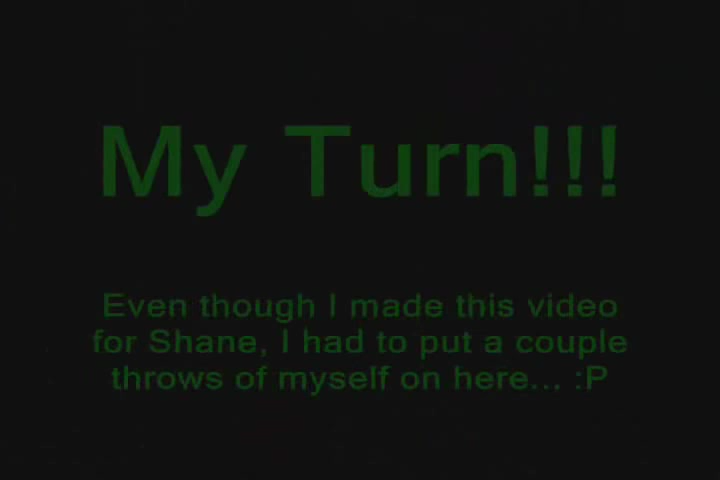 My Turn!!!
Even though I made this video
for Shane, I had to put a couple
throws of myself on here... :P